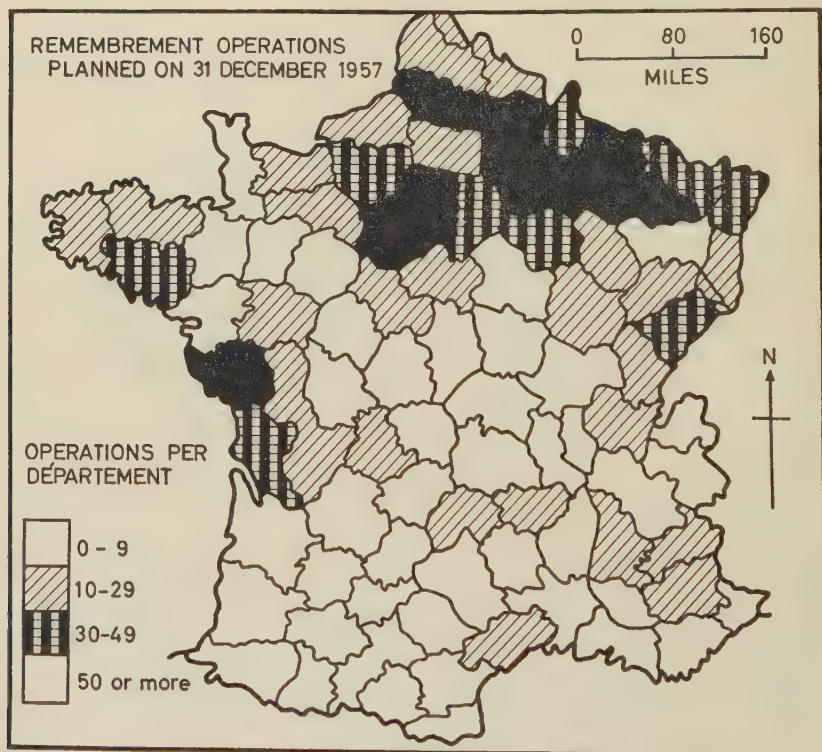 REMEMBREMENT OPERATIONS
PLANNED ON 31 DECEMBER 1957
0 80 160
MILES
N
OPERATIONS PER
DÉPARTEMENT
0 - 9
10-29
30-49
50 or more